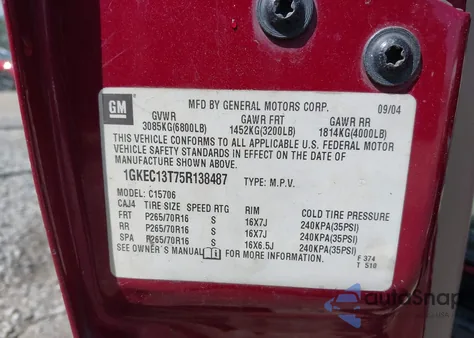 GM
MFD BY GENERAL MOTORS CORP. 09/04
GVWR GAWR FRT GAWR RR
3085KG(6800LB) 1452KG(3200LB) 1814KG(4000LB)
THIS VEHICLE CONFORMS TO ALL APPLICABLE U.S. FEDERAL MOTOR
VEHICLE SAFETY STANDARDS IN EFFECT ON THE DATE OF
MANUFACTURE SHOWN ABOVE.
1GKEC13T75R138487 TYPE: M.P.V.
MODEL: C15706
CAJ4 TIRE SIZE SPEED RTG RIM COLD TIRE PRESSURE
FRT P265/70R16 S 16X7J 240KPA(35PSI)
RR P265/70R16 S 16X7J 240KPA(35PSI)
SPA P265/70R16 S 16X6.5J 240KPA(35PSI)
SEE OWNER'S MANUAL i FOR MORE INFORMATION.
F 374
T 510
autoSnap